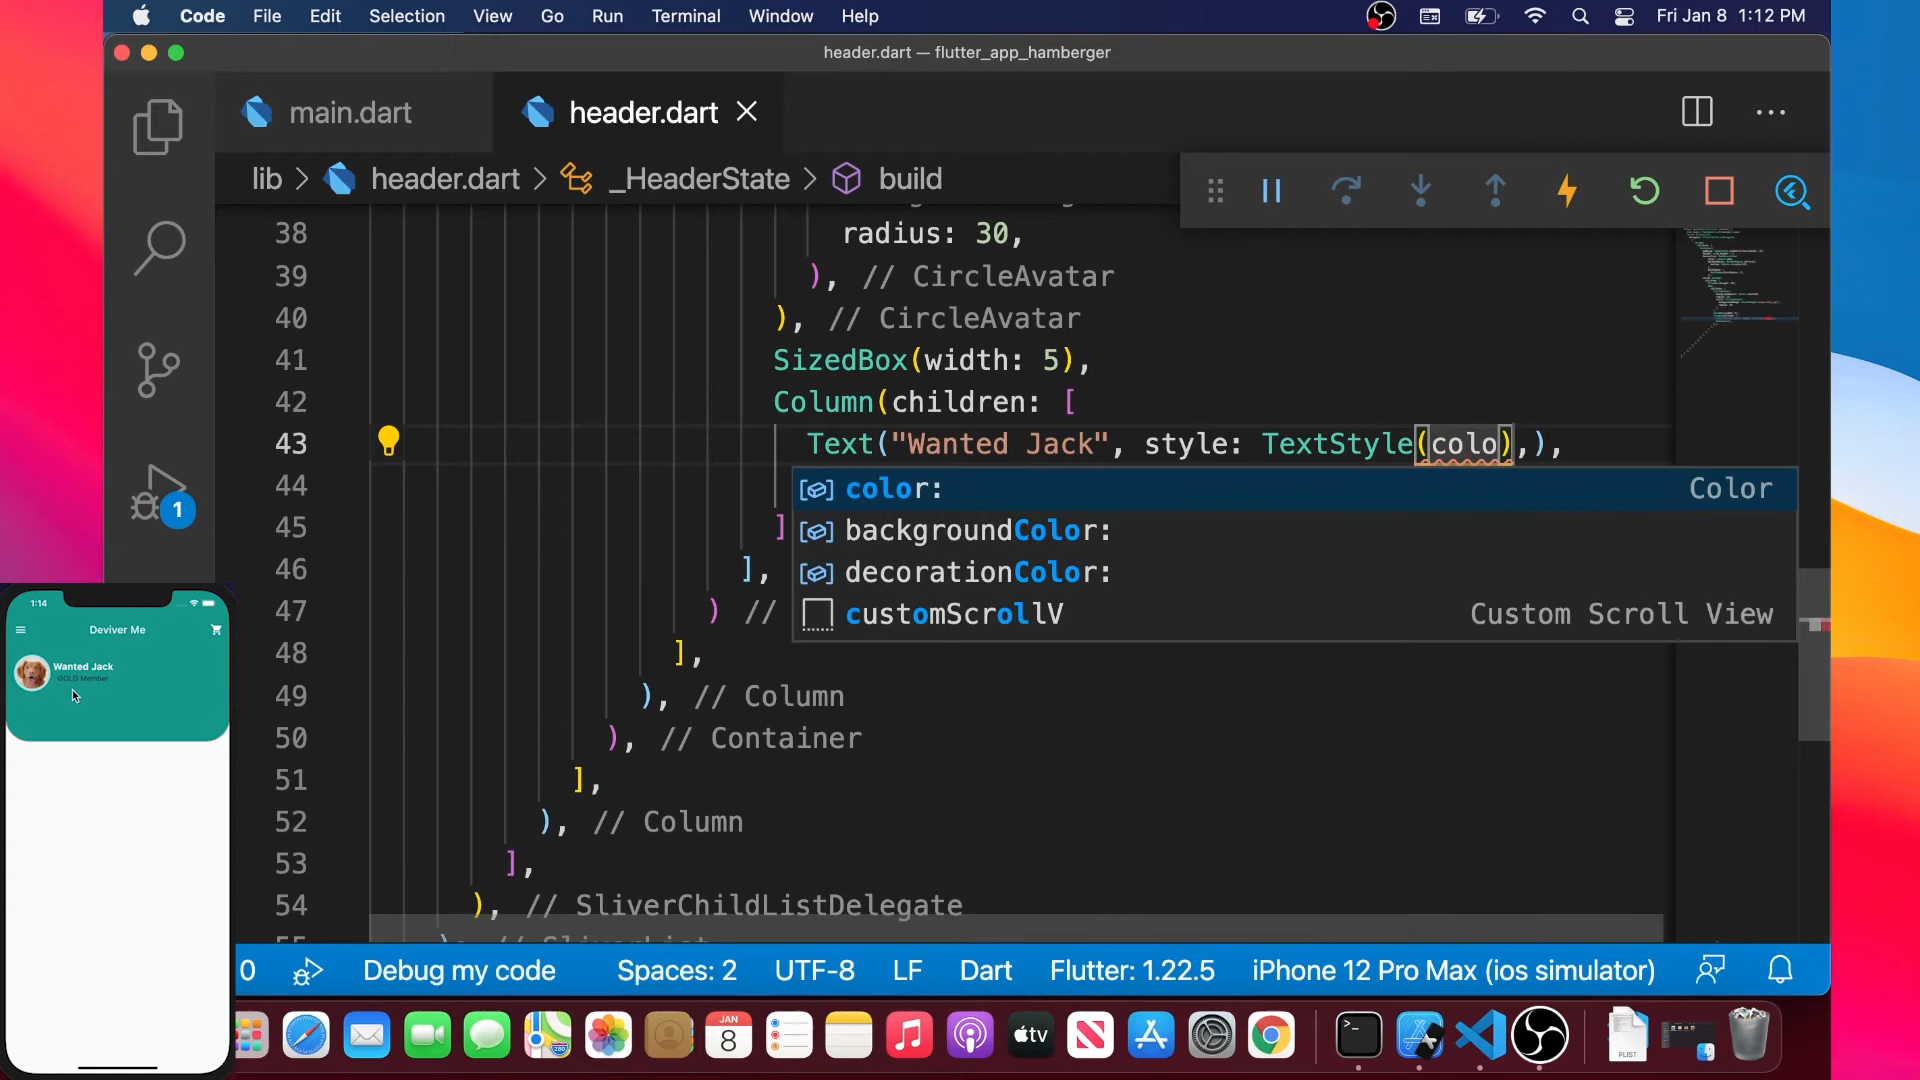 Code File Edit Selection View Go Run Terminal Window Help Fri Jan 8 1:12 PM
header.dart — flutter_app_hamberger
main.dart header.dart
lib > header.dart > _HeaderState > build
38 radius: 30,
39 ), // CircleAvatar
40 ), // CircleAvatar
41 SizedBox(width: 5),
42 Column(children: [
43 Text("Wanted Jack", style: TextStyle(colo),),
44 color: Color
45 ] backgroundColor:
46 ], decorationColor:
47 ) // customScrollV Custom Scroll View
48 ],
49 ), // Column
50 ), // Container
51 ],
52 ), // Column
53 ],
54 ), // SliverChildListDelegate
1
1:14
Deviver Me
Wanted Jack
GOLD Member
0 Debug my code Spaces: 2 UTF-8 LF Dart Flutter: 1.22.5 iPhone 12 Pro Max (ios simulator)
JAN
8
tv
PLIST